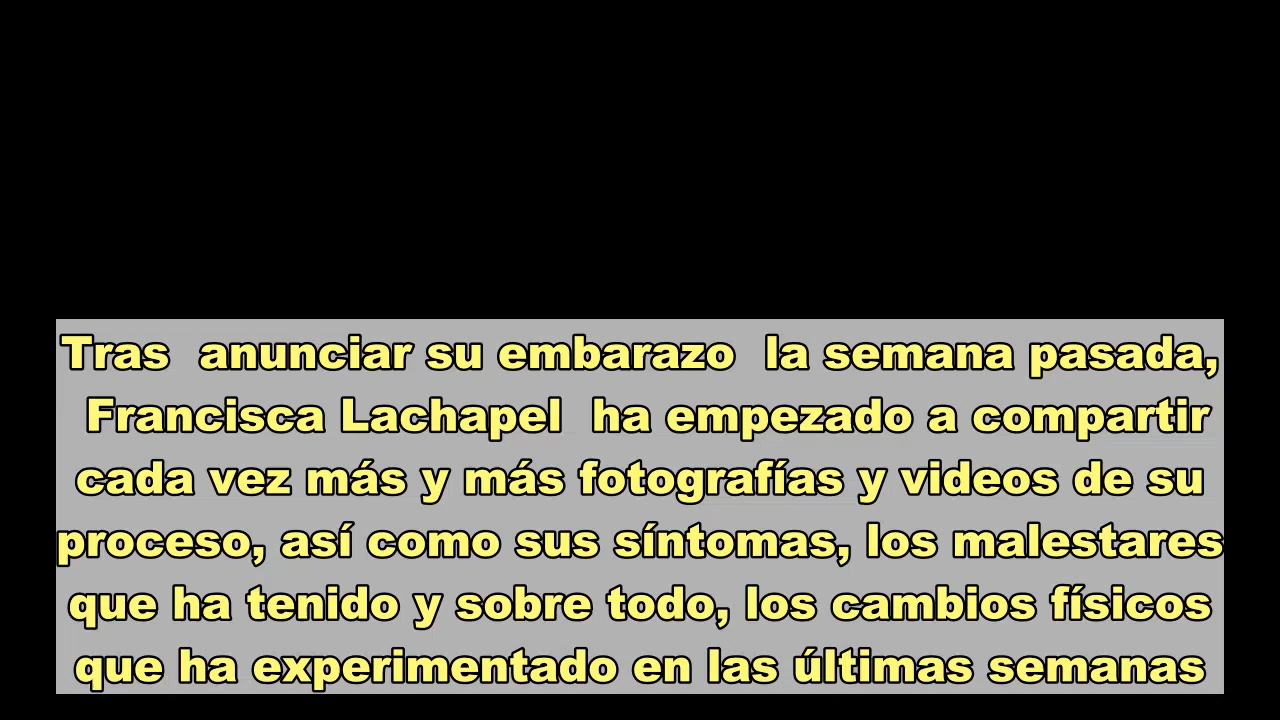 Tras anunciar su embarazo la semana pasada,
Francisca Lachapel ha empezado a compartir
cada vez más y más fotografías y videos de su
proceso, así como sus síntomas, los malestares
que ha tenido y sobre todo, los cambios físicos
que ha experimentado en las últimas semanas